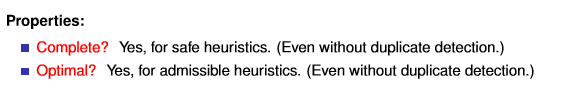 Properties:
Complete? Yes, for safe heuristics. (Even without duplicate detection.)
Optimal? Yes, for admissible heuristics. (Even without duplicate detection.)